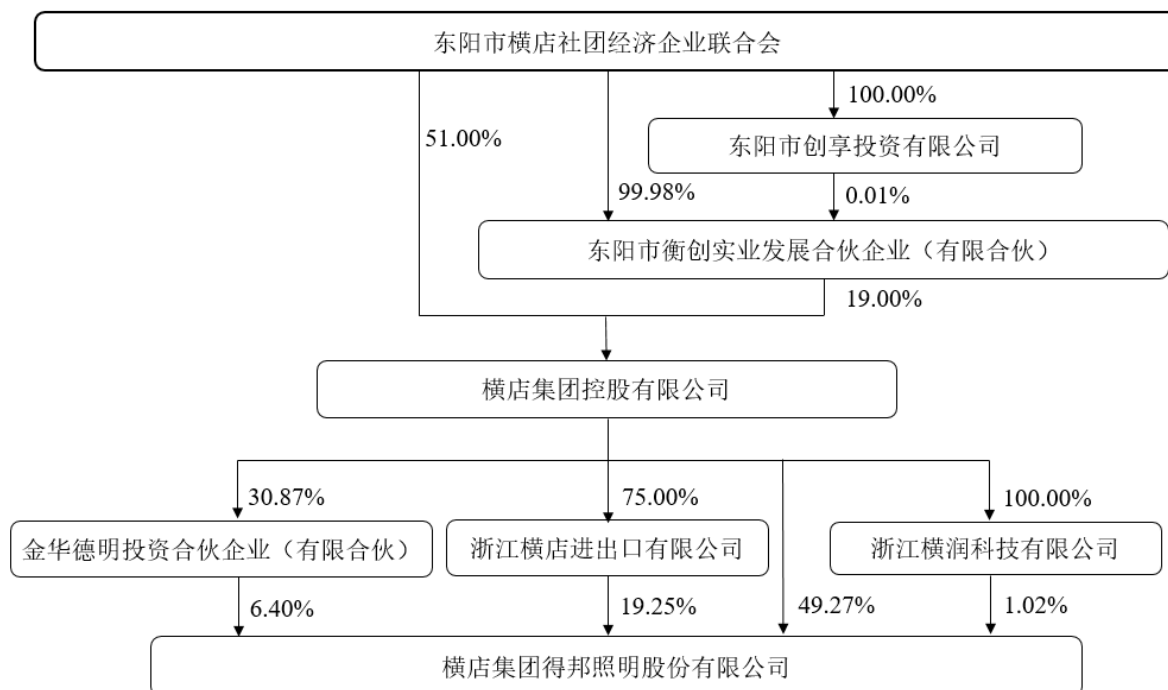 东阳市横店社团经济企业联合会
100.00%
51.00%
东阳市创享投资有限公司
99.98%
0.01%
东阳市衡创实业发展合伙企业（有限合伙）
19.00%
横店集团控股有限公司
30.87%
75.00%
100.00%
金华德明投资合伙企业（有限合伙）
浙江横店进出口有限公司
浙江横润科技有限公司
6.40%
19.25%
49.27%
1.02%
横店集团得邦照明股份有限公司